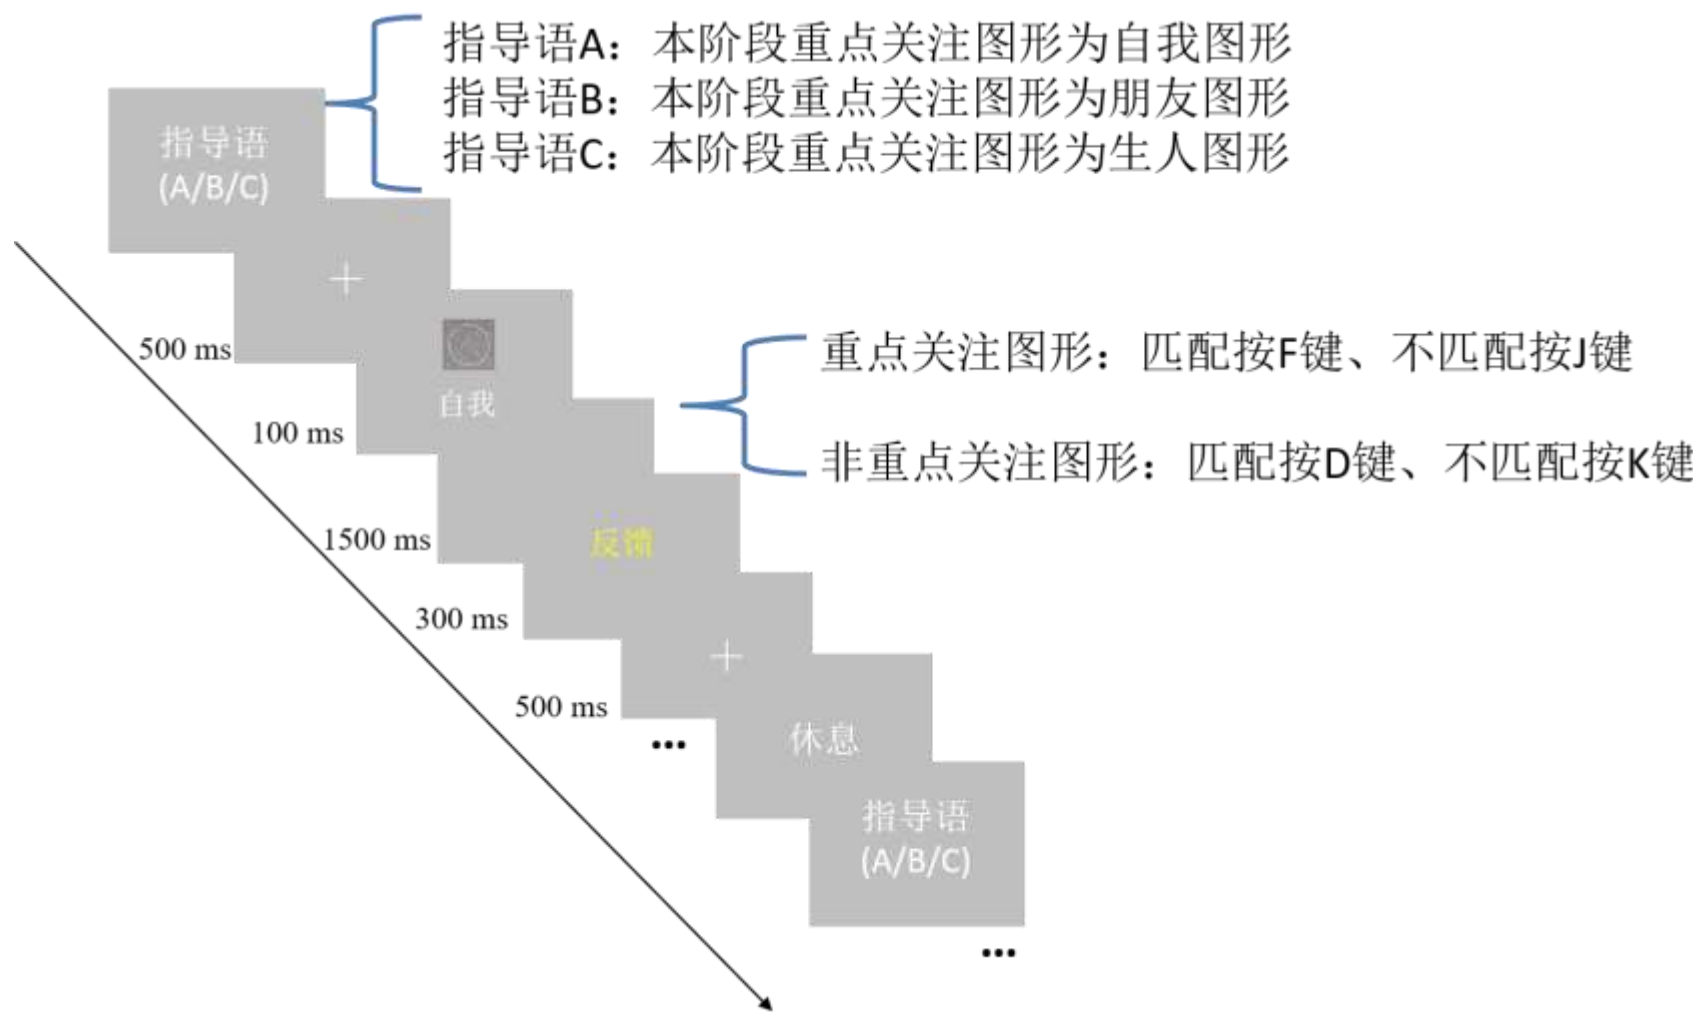 指导语A：本阶段重点关注图形为自我图形
指导语B：本阶段重点关注图形为朋友图形
指导语C：本阶段重点关注图形为生人图形
指导语
(A/B/C)
500 ms
自我
100 ms
重点关注图形：匹配按F键、不匹配按J键
非重点关注图形：匹配按D键、不匹配按K键
1500 ms
反馈
300 ms
500 ms
...
休息
指导语
(A/B/C)
...